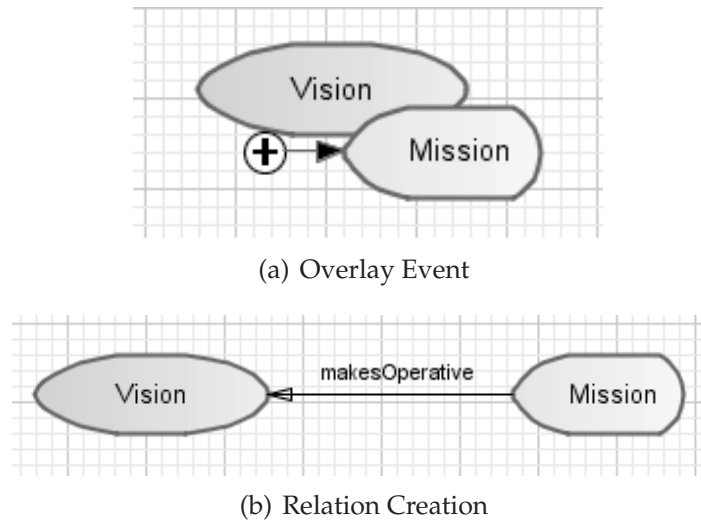 Vision
Mission
(a) Overlay Event
makesOperative
Vision
Mission
(b) Relation Creation